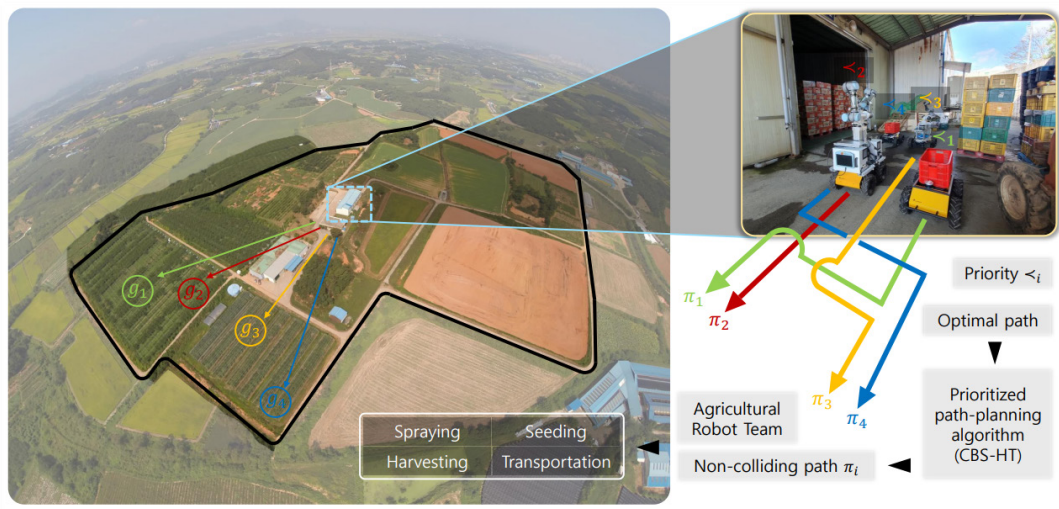 g₁
g₂
g₃
g₄
Spraying
Seeding
Harvesting
Transportation
≺₂
≺₄
≺₃
≺₁
π₁
π₂
π₃
π₄
Priority ≺ᵢ
Optimal path
Prioritized
path-planning
algorithm
(CBS-HT)
Non-colliding path πᵢ
Agricultural
Robot Team